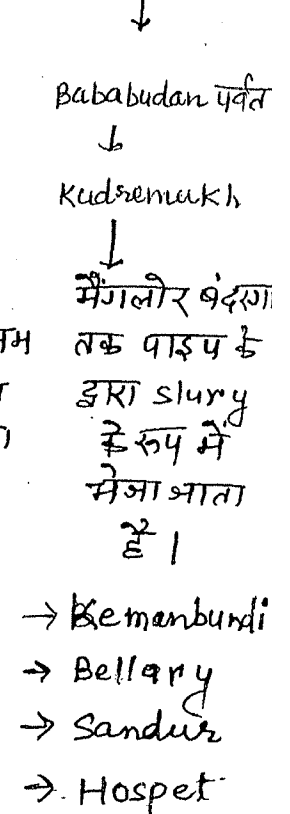 ↓
Bababudan पर्वत
↓
Kudremukh
↓
मैंगलोर बंदरगा
तक पाइप के
द्वारा slury
के रूप में
भेजा जाता
है।
→ Kemanbundi
→ Bellary
→ Sandur
→ Hospet